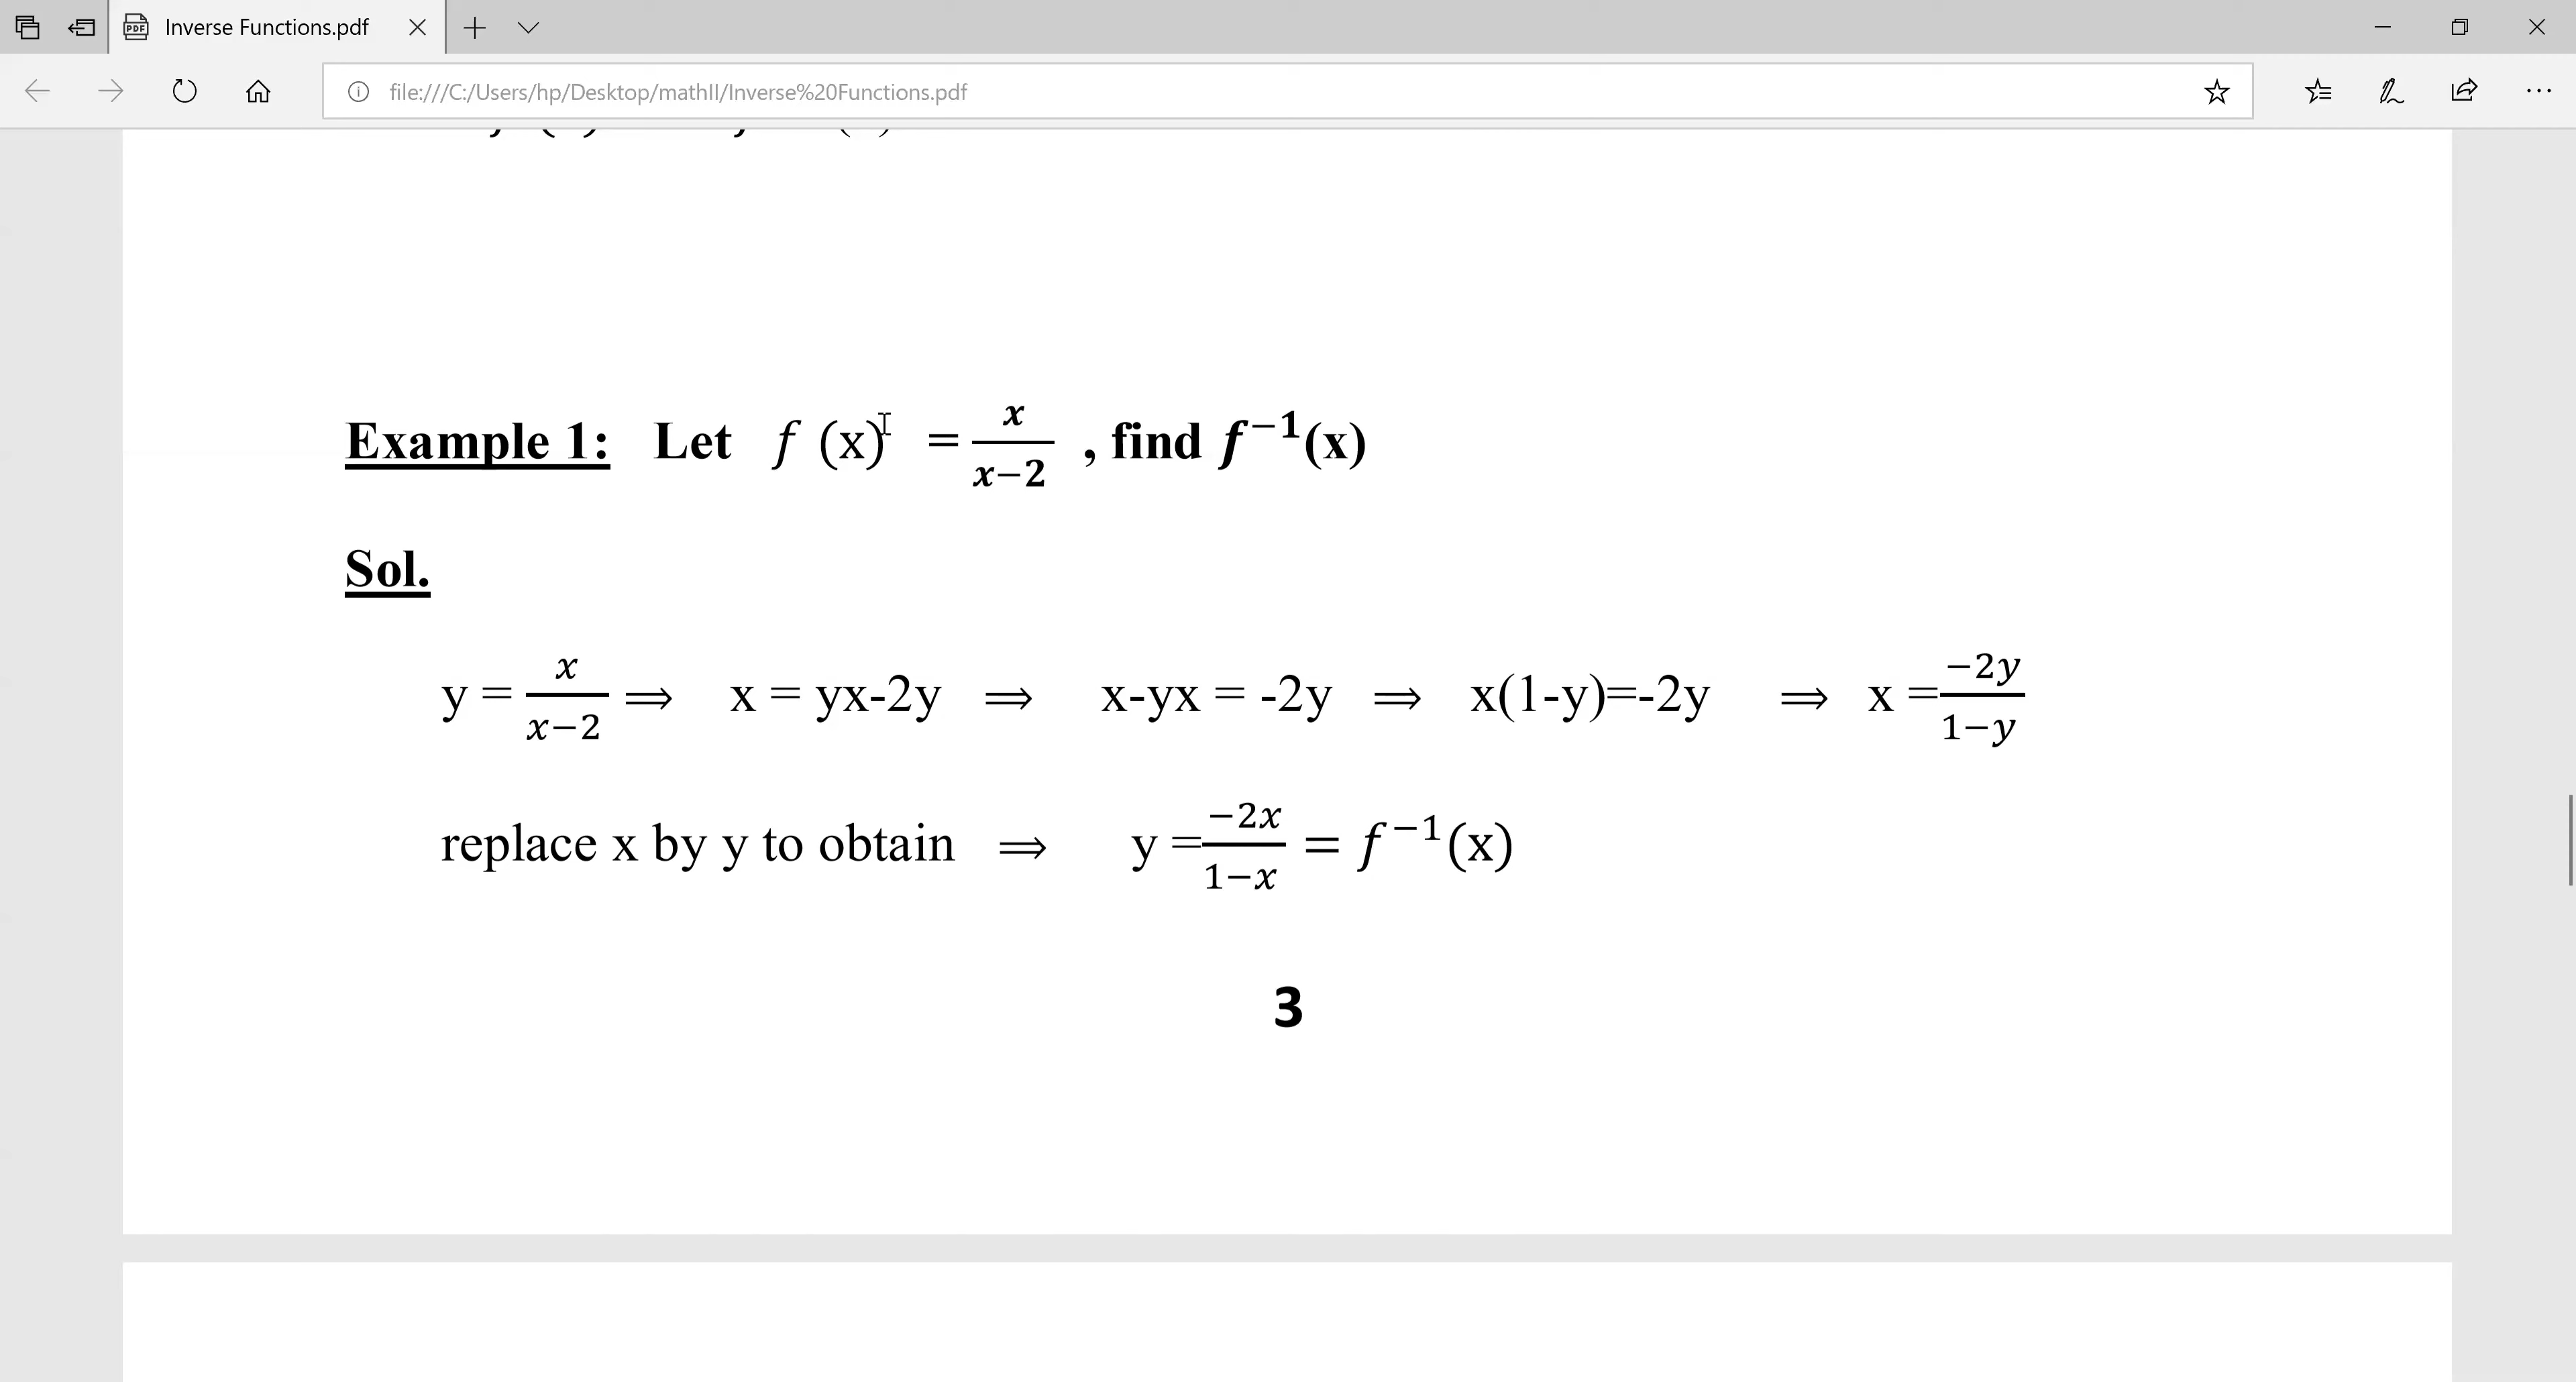 Inverse Functions.pdf
file:///C:/Users/hp/Desktop/mathII/Inverse%20Functions.pdf
Example 1: Let f (x) = x/(x−2) , find f⁻¹(x)
Sol.
y = x/(x−2) ⟹ x = yx-2y ⟹ x-yx = -2y ⟹ x(1-y)=-2y ⟹ x = −2y/(1−y)
replace x by y to obtain ⟹ y = −2x/(1−x) = f⁻¹(x)
3